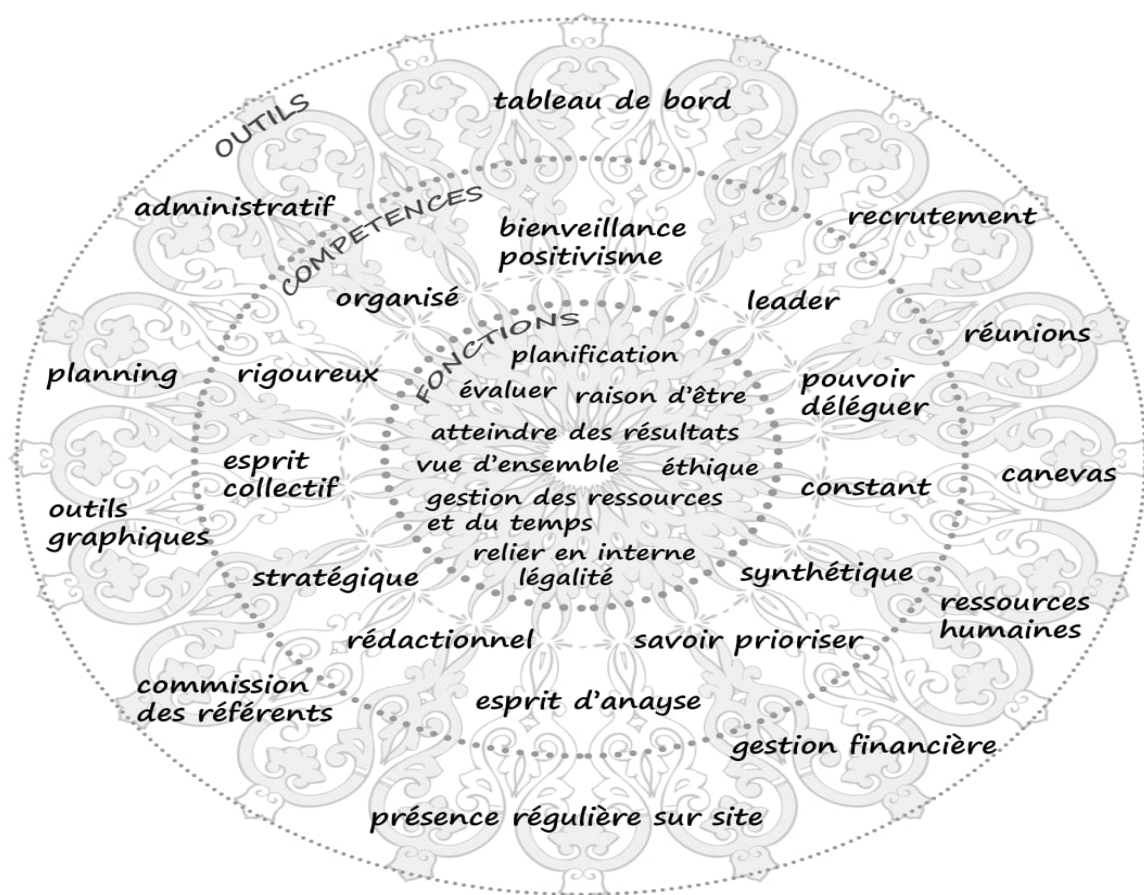 OUTILS
tableau de bord
administratif
recrutement
réunions
planning
canevas
outils
graphiques
ressources
humaines
commission
des référents
gestion financière
présence régulière sur site
COMPETENCES
bienveillance
positivisme
organisé
leader
rigoureux
pouvoir
déléguer
esprit
collectif
constant
stratégique
synthétique
rédactionnel
savoir prioriser
esprit d'anayse
FONCTIONS
planification
évaluer
raison d'être
atteindre des résultats
vue d'ensemble
éthique
gestion des ressources
et du temps
relier en interne
légalité